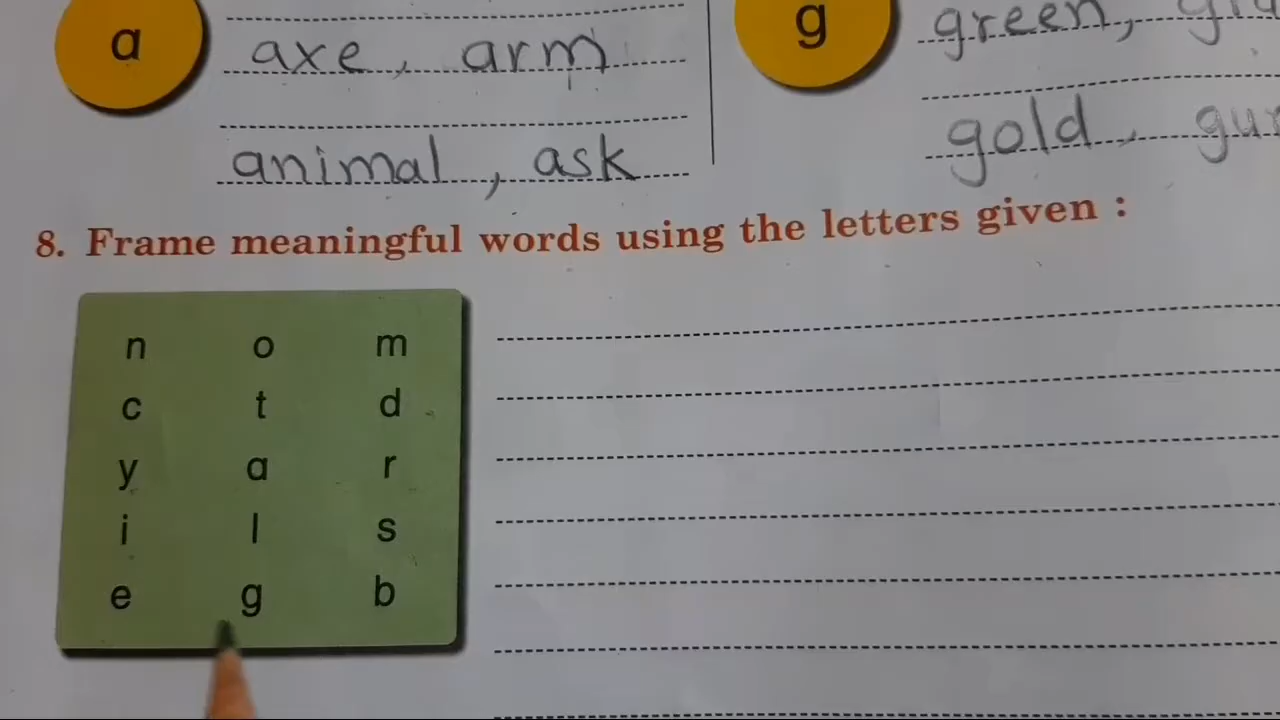 a axe, arm g green,
animal, ask gold,
8. Frame meaningful words using the letters given :
n o m
c t d
y a r
i l s
e g b